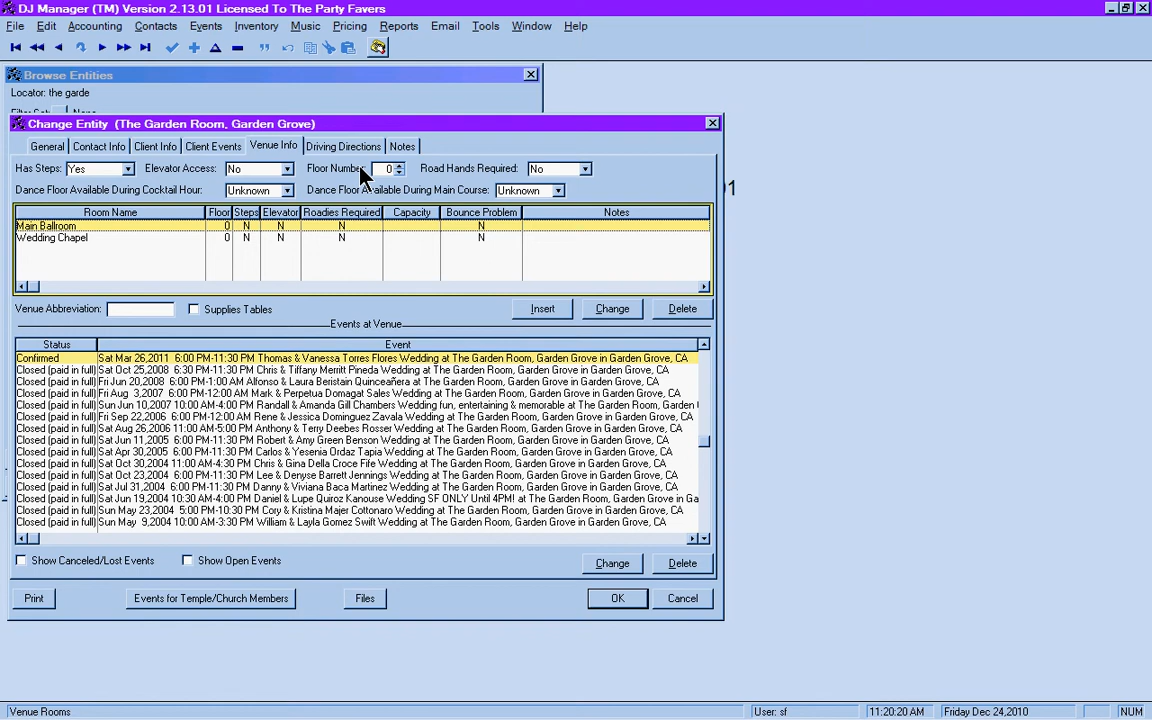 DJ Manager (TM) Version 2.13.01 Licensed To The Party Favers
File Edit Accounting Contacts Events Inventory Music Pricing Reports Email Tools Window Help
Browse Entities
Locator: the garde
Change Entity (The Garden Room, Garden Grove)
General Contact Info Client Info Client Events Venue Info Driving Directions Notes
Has Steps: Yes Elevator Access: No Floor Number: 0 Road Hands Required: No
Dance Floor Available During Cocktail Hour: Unknown Dance Floor Available During Main Course: Unknown
Room Name Floor Steps Elevator Roadies Required Capacity Bounce Problem Notes
Main Ballroom 0 N N N N
Wedding Chapel 0 N N N N
Venue Abbreviation: Supplies Tables Insert Change Delete
Events at Venue
Status Event
Confirmed Sat Mar 26,2011 6:00 PM-11:30 PM Thomas & Vanessa Torres Flores Wedding at The Garden Room, Garden Grove in Garden Grove, CA
Closed (paid in full) Sat Oct 25,2008 6:30 PM-11:30 PM Chris & Tiffany Merritt Pineda Wedding at The Garden Room, Garden Grove in Garden Grove, CA
Closed (paid in full) Fri Jun 20,2008 6:00 PM-1:00 AM Alfonso & Laura Beristain Quinceañera at The Garden Room, Garden Grove in Garden Grove, CA
Closed (paid in full) Fri Aug 3,2007 6:00 PM-12:00 AM Mark & Perpetua Domagat Sales Wedding at The Garden Room, Garden Grove in Garden Grove, CA
Closed (paid in full) Sun Jun 10,2007 10:00 AM-4:00 PM Randall & Amanda Gill Chambers Wedding fun, entertaining & memorable at The Garden Room, Garden
Closed (paid in full) Fri Sep 22,2006 6:00 PM-12:00 AM Rene & Jessica Dominguez Zavala Wedding at The Garden Room, Garden Grove in Garden Grove, CA
Closed (paid in full) Sat Aug 26,2006 11:00 AM-5:00 PM Anthony & Terry Deebes Rosser Wedding at The Garden Room, Garden Grove in Garden Grove, CA
Closed (paid in full) Sat Jun 11,2005 6:00 PM-11:30 PM Robert & Amy Green Benson Wedding at The Garden Room, Garden Grove in Garden Grove, CA
Closed (paid in full) Sat Apr 30,2005 6:00 PM-11:30 PM Carlos & Yesenia Ordaz Tapia Wedding at The Garden Room, Garden Grove in Garden Grove, CA
Closed (paid in full) Sat Oct 30,2004 11:00 AM-4:30 PM Chris & Gina Della Croce Fife Wedding at The Garden Room, Garden Grove in Garden Grove, CA
Closed (paid in full) Sat Oct 23,2004 6:00 PM-11:30 PM Lee & Denyse Barrett Jennings Wedding at The Garden Room, Garden Grove in Garden Grove, CA
Closed (paid in full) Sat Jul 31,2004 6:00 PM-11:30 PM Danny & Viviana Baca Martinez Wedding at The Garden Room, Garden Grove in Garden Grove, CA
Closed (paid in full) Sat Jun 19,2004 10:30 AM-4:00 PM Daniel & Lupe Quiroz Kanouse Wedding SF ONLY Until 4PM! at The Garden Room, Garden Grove in Ga
Closed (paid in full) Sun May 23,2004 5:00 PM-10:30 PM Cory & Kristina Majer Cottonaro Wedding at The Garden Room, Garden Grove in Garden Grove, CA
Closed (paid in full) Sun May 9,2004 10:00 AM-3:30 PM William & Layla Gomez Swift Wedding at The Garden Room, Garden Grove in Garden Grove, CA
Show Canceled/Lost Events Show Open Events Change Delete
Print Events for Temple/Church Members Files OK Cancel
Venue Rooms User: sf 11:20:20 AM Friday Dec 24,2010 NUM